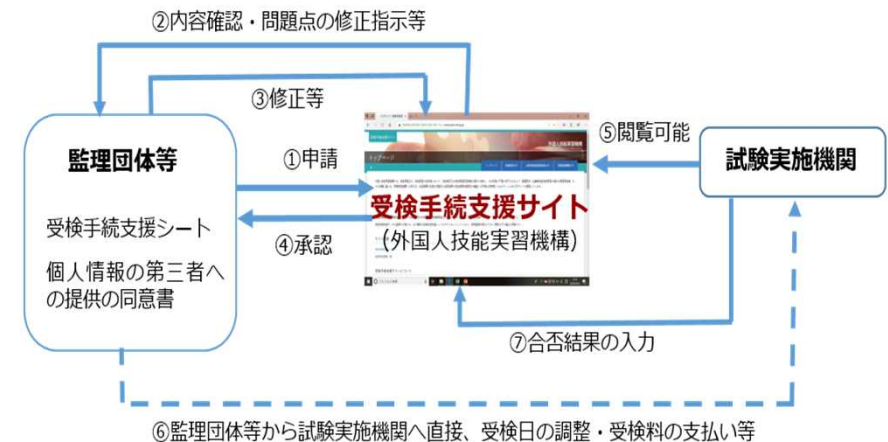 ②内容確認・問題点の修正指示等
③修正等
監理団体等
①申請
受検手続支援シート
個人情報の第三者へ
の提供の同意書
④承認
トップページ
受検手続支援サイト
(外国人技能実習機構)
⑤閲覧可能
試験実施機関
⑦合否結果の入力
⑥監理団体等から試験実施機関へ直接、受検日の調整・受検料の支払い等